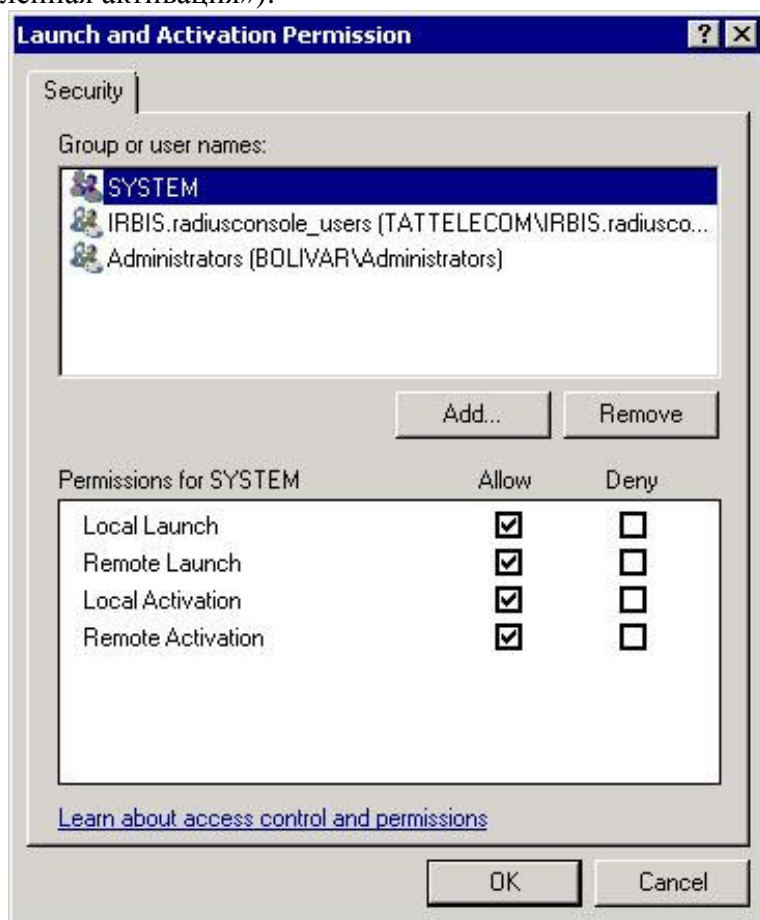 ленная активация»).
Launch and Activation Permission
Security
Group or user names:
SYSTEM
IRBIS.radiusconsole_users (TATTELECOM\IRBIS.radiusco...
Administrators (BOLIVAR\Administrators)
Add... Remove
Permissions for SYSTEM Allow Deny
Local Launch
Remote Launch
Local Activation
Remote Activation
Learn about access control and permissions
OK Cancel